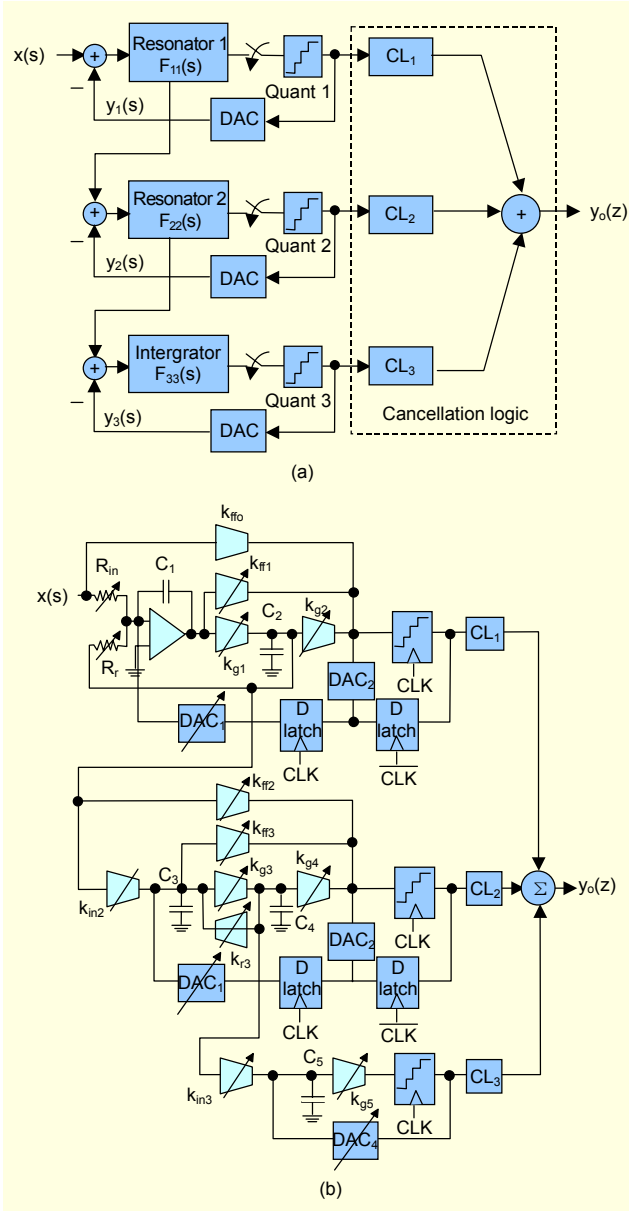 x(s)
+
Resonator 1
F11(s)
Quant 1
CL1
−
y1(s)
DAC
+
Resonator 2
F22(s)
Quant 2
CL2
+
yo(z)
−
y2(s)
DAC
+
Intergrator
F33(s)
Quant 3
CL3
−
y3(s)
DAC
Cancellation logic
(a)
kffo
Rin
C1
kff1
x(s)
C2
kg2
CL1
kg1
Rr
CLK
DAC2
DAC1
D
latch
D
latch
CLK
CLK
kff2
kff3
C3
kg3
kg4
CL2
Σ
yo(z)
kin2
C4
CLK
kr3
DAC2
DAC1
D
latch
D
latch
CLK
CLK
C5
CL3
kin3
kg5
CLK
DAC4
(b)